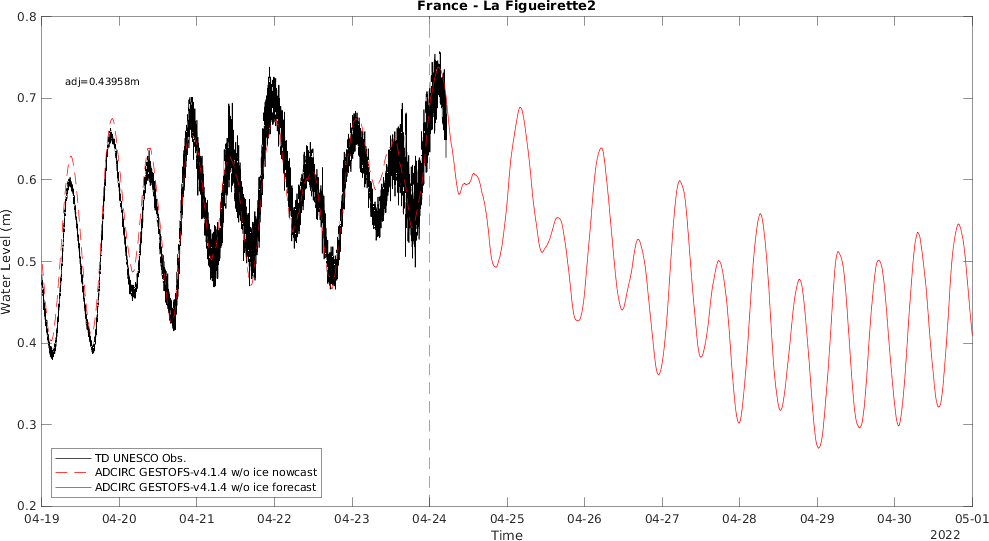 France - La Figueirette2
0.8
0.7
0.6
0.5
0.4
0.3
0.2
Water Level (m)
adj=0.43958m
TD UNESCO Obs.
ADCIRC GESTOFS-v4.1.4 w/o ice nowcast
ADCIRC GESTOFS-v4.1.4 w/o ice forecast
04-19 04-20 04-21 04-22 04-23 04-24 04-25 04-26 04-27 04-28 04-29 04-30 05-01
Time
2022